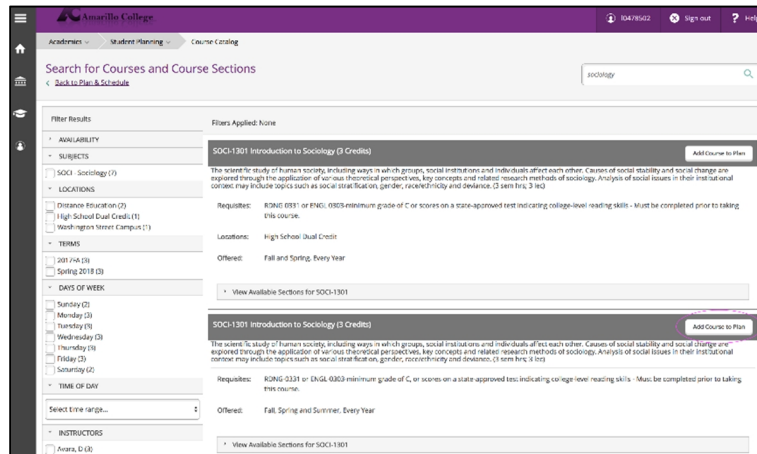 Amarillo College
10478502
Sign out
? Help
Academics
Student Planning
Course Catalog
Search for Courses and Course Sections
< Back to Plan & Schedule
sociology
Filter Results
AVAILABILITY
SUBJECTS
SOCI - Sociology (7)
LOCATIONS
Distance Education (2)
High School Dual Credit (1)
Washington Street Campus (1)
TERMS
2017FA (3)
Spring 2018 (3)
DAYS OF WEEK
Sunday (2)
Monday (3)
Tuesday (3)
Wednesday (3)
Thursday (3)
Friday (3)
Saturday (2)
TIME OF DAY
Select time range...
INSTRUCTORS
Avara, D (3)
Filters Applied: None
SOCI-1301 Introduction to Sociology (3 Credits)
Add Course to Plan
The scientific study of human society, including ways in which groups, social institutions and individuals affect each other. Causes of social stability and social change are
explored through the application of various theoretical perspectives, key concepts and related research methods of sociology. Analysis of social issues in their institutional
context may include topics such as social stratification, gender, race/ethnicity and deviance. (3 sem hrs; 3 lec)
Requisites: RDNG 0331 or ENGL 0303-minimum grade of C or scores on a state-approved test indicating college-level reading skills - Must be completed prior to taking
this course.
Locations: High School Dual Credit
Offered: Fall and Spring, Every Year
View Available Sections for SOCI-1301
SOCI-1301 Introduction to Sociology (3 Credits)
Add Course to Plan
The scientific study of human society, including ways in which groups, social institutions and individuals affect each other. Causes of social stability and social change are
explored through the application of various theoretical perspectives, key concepts and related research methods of sociology. Analysis of social issues in their institutional
context may include topics such as social stratification, gender, race/ethnicity and deviance. (3 sem hrs; 3 lec)
Requisites: RDNG-0331 or ENGL-0303-minimum grade of C, or scores on a state-approved test indicating college-level reading skills - Must be completed prior to taking
this course.
Offered: Fall, Spring and Summer, Every Year
View Available Sections for SOCI-1301